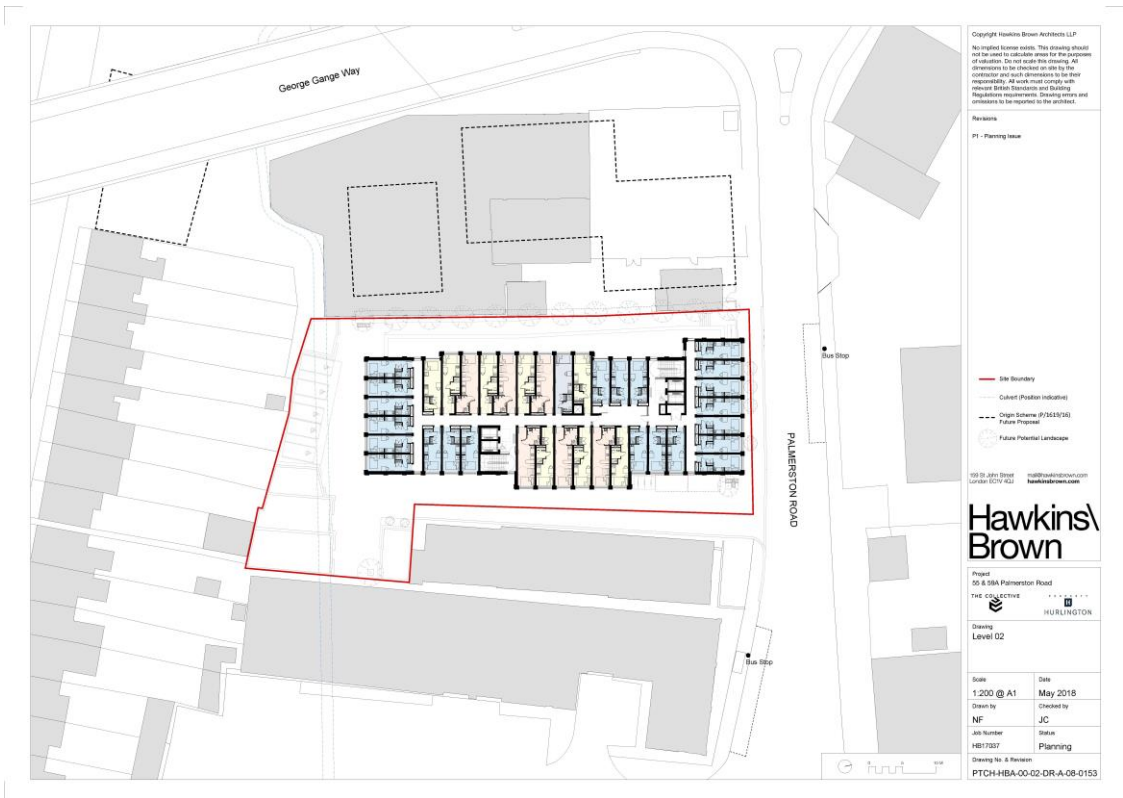 George Gange Way
Bus Stop
PALMERSTON ROAD
Bus Stop
Copyright Hawkins Brown Architects LLP
No implied license exists. This drawing should
not be used to calculate areas for the purposes
of valuation. Do not scale this drawing. All
dimensions to be checked on site by the
contractor and such dimensions to be their
responsibility. All work must comply with
relevant British Standards and Building
Regulations requirements. Drawing errors and
omissions to be reported to the architect.
Revisions
P1 - Planning Issue
Site Boundary
Culvert (Position indicative)
Origin Scheme (P/1619/16)
Future Proposal
Future Potential Landscape
159 St John Street
London EC1V 4QJ
mail@hawkinsbrown.com
hawkinsbrown.com
Hawkins\
Brown
Project
55 & 59A Palmerston Road
THE COLLECTIVE
HURLINGTON
Drawing
Level 02
Scale
1:200 @ A1
Date
May 2018
Drawn by
NF
Checked by
JC
Job Number
HB17037
Status
Planning
Drawing No. & Revision
PTCH-HBA-00-02-DR-A-08-0153